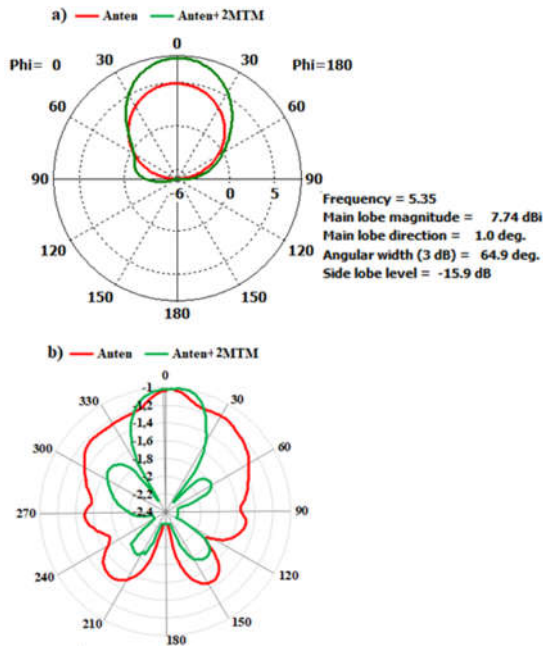 a) Anten Anten+2MTM
0
Phi= 0 30 30 Phi=180
60 60
90 -6 0 5 90
120 120
150 150
180
Frequency = 5.35
Main lobe magnitude = 7.74 dBi
Main lobe direction = 1.0 deg.
Angular width (3 dB) = 64.9 deg.
Side lobe level = -15.9 dB
b) Anten Anten+2MTM
0
330 30
300 60
270 90
240 120
210 150
180
-1
-1,2
-1,4
-1,6
-1,8
-2
-2,2
-2,4